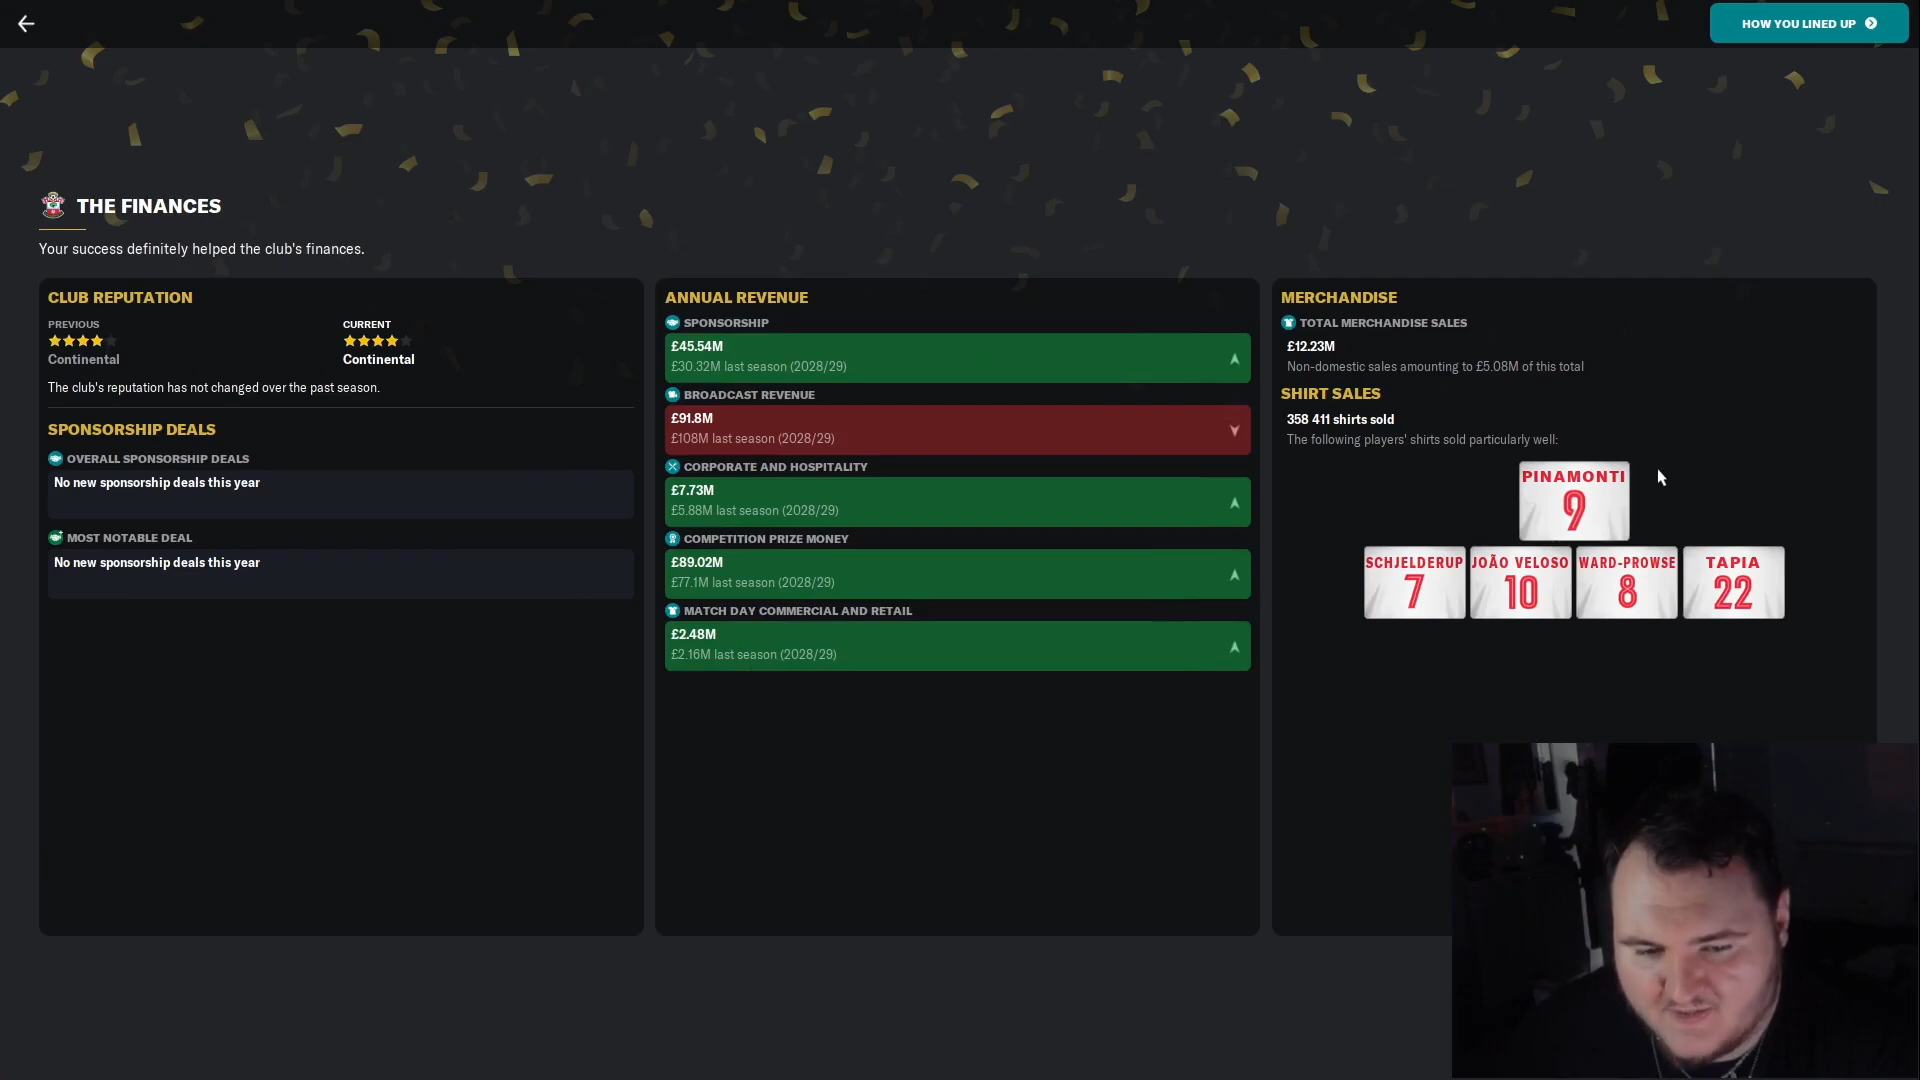 HOW YOU LINED UP
THE FINANCES
Your success definitely helped the club's finances.
CLUB REPUTATION
PREVIOUS
CURRENT
Continental
Continental
The club's reputation has not changed over the past season.
SPONSORSHIP DEALS
OVERALL SPONSORSHIP DEALS
No new sponsorship deals this year
MOST NOTABLE DEAL
No new sponsorship deals this year
ANNUAL REVENUE
SPONSORSHIP
£45.54M
£30.32M last season (2028/29)
BROADCAST REVENUE
£91.8M
£108M last season (2028/29)
CORPORATE AND HOSPITALITY
£7.73M
£5.88M last season (2028/29)
COMPETITION PRIZE MONEY
£89.02M
£77.1M last season (2028/29)
MATCH DAY COMMERCIAL AND RETAIL
£2.48M
£2.16M last season (2028/29)
MERCHANDISE
TOTAL MERCHANDISE SALES
£12.23M
Non-domestic sales amounting to £5.08M of this total
SHIRT SALES
358 411 shirts sold
The following players' shirts sold particularly well:
PINAMONTI
9
SCHJELDERUP
7
JOÃO VELOSO
10
WARD-PROWSE
8
TAPIA
22